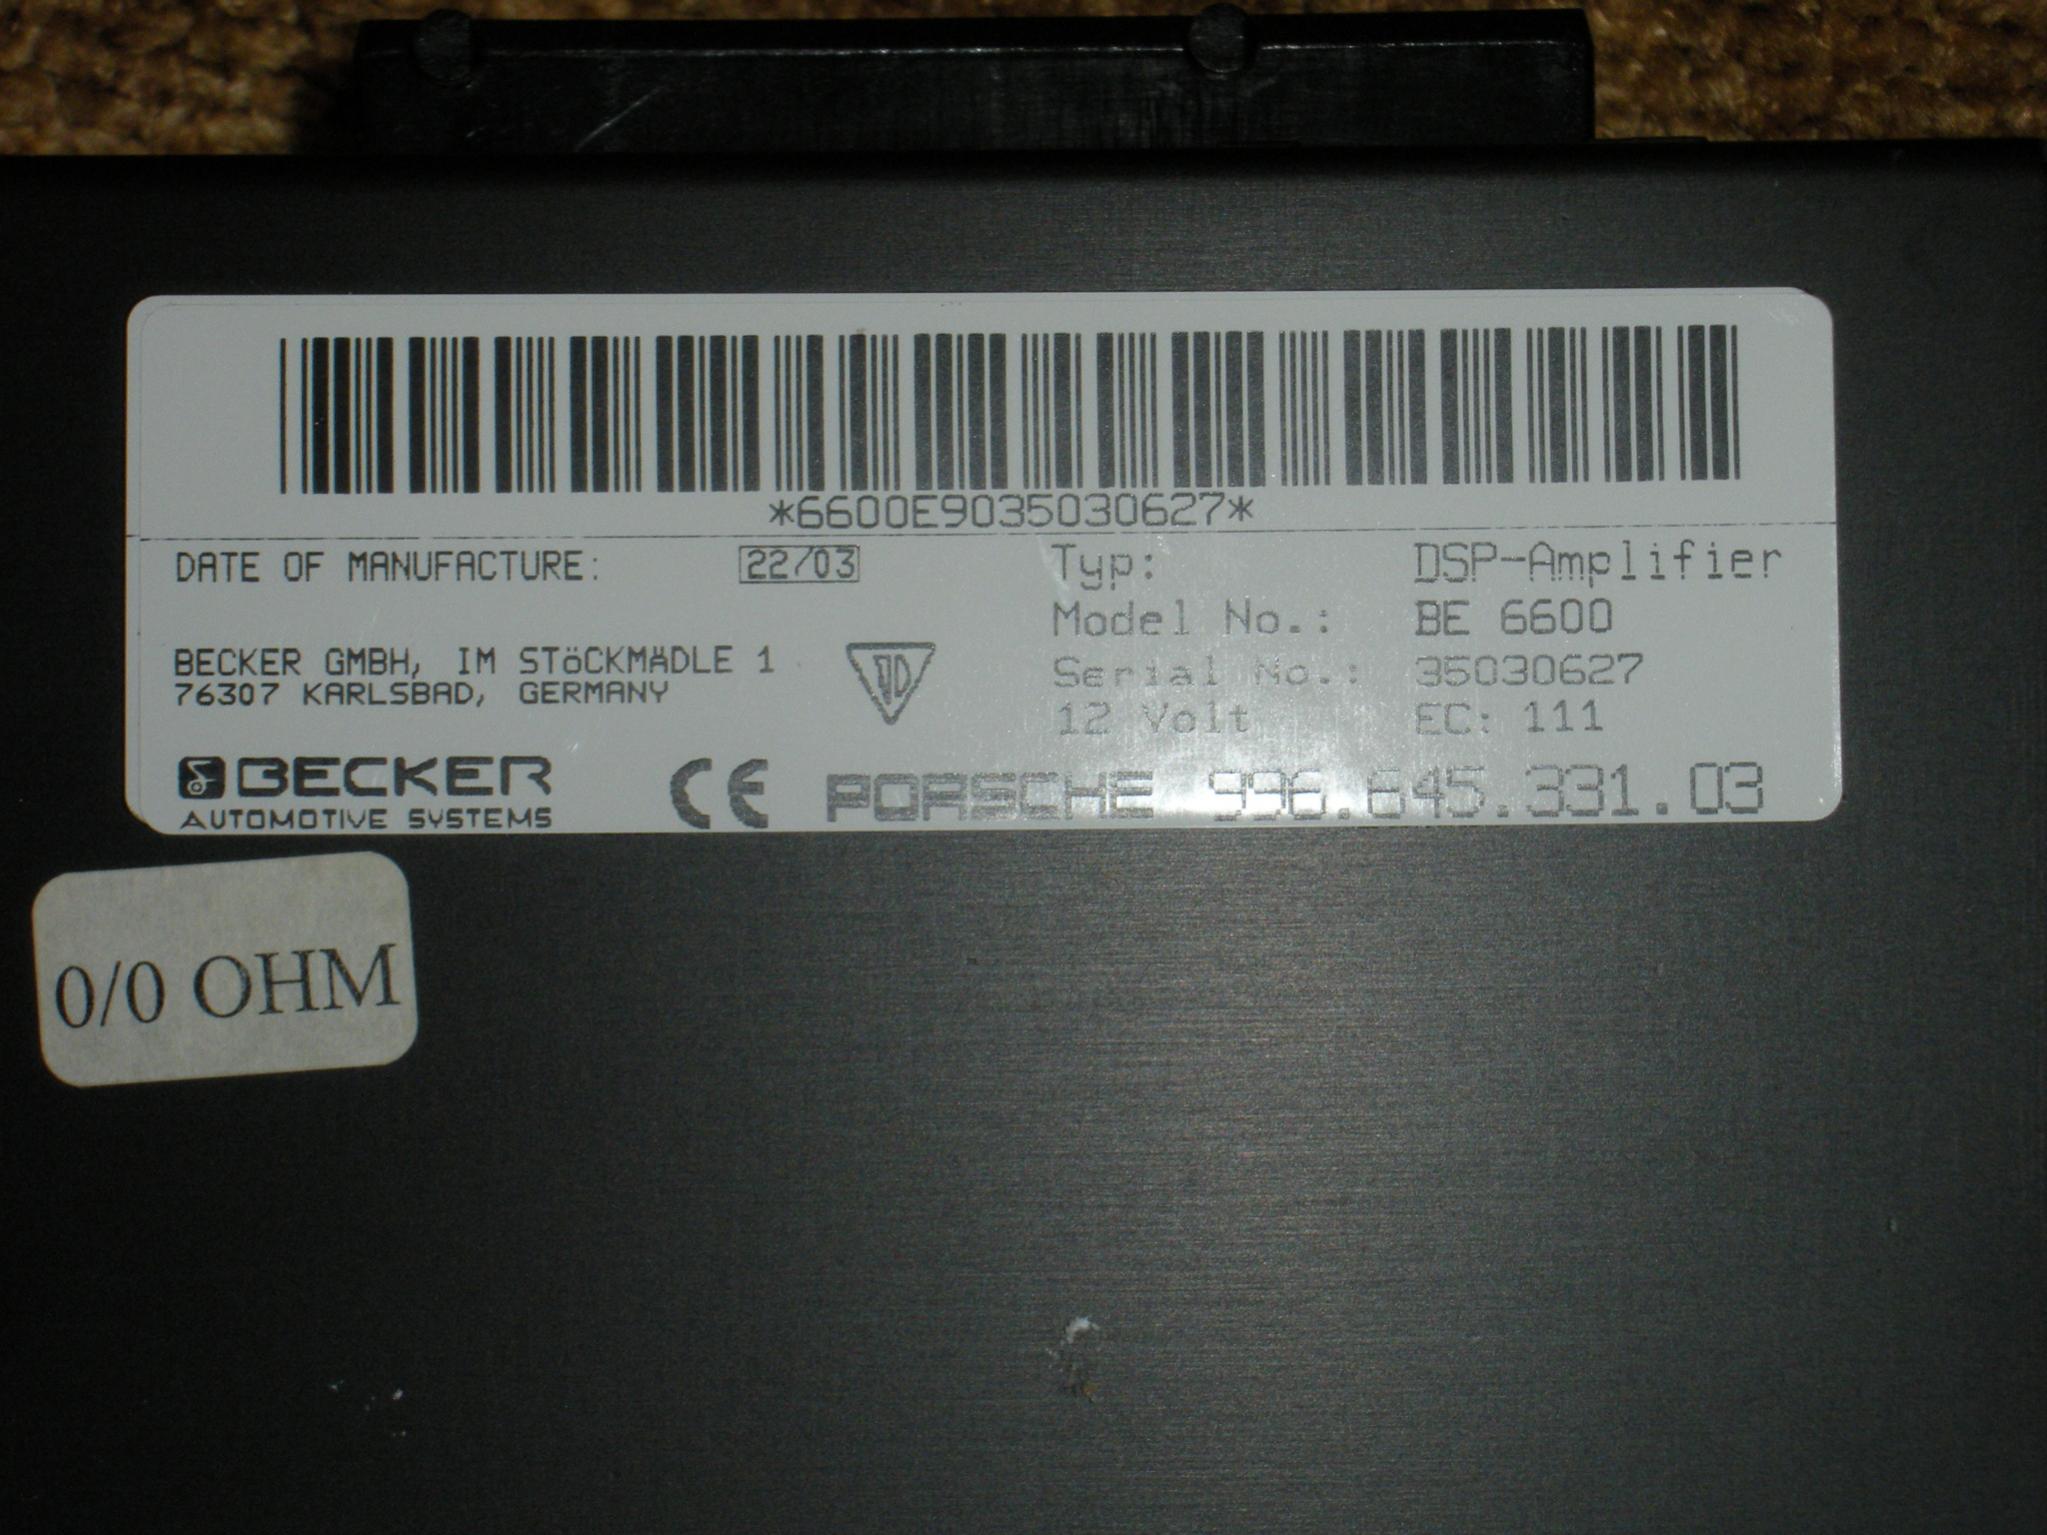 *6600E9035030627*
DATE OF MANUFACTURE: 22/03
BECKER GMBH, IM STöCKMÄDLE 1
76307 KARLSBAD, GERMANY
BECKER
AUTOMOTIVE SYSTEMS
Typ: DSP-Amplifier
Model No.: BE 6600
Serial No.: 35030627
12 Volt EC: 111
CE PORSCHE 996.645.331.03
0/0 OHM